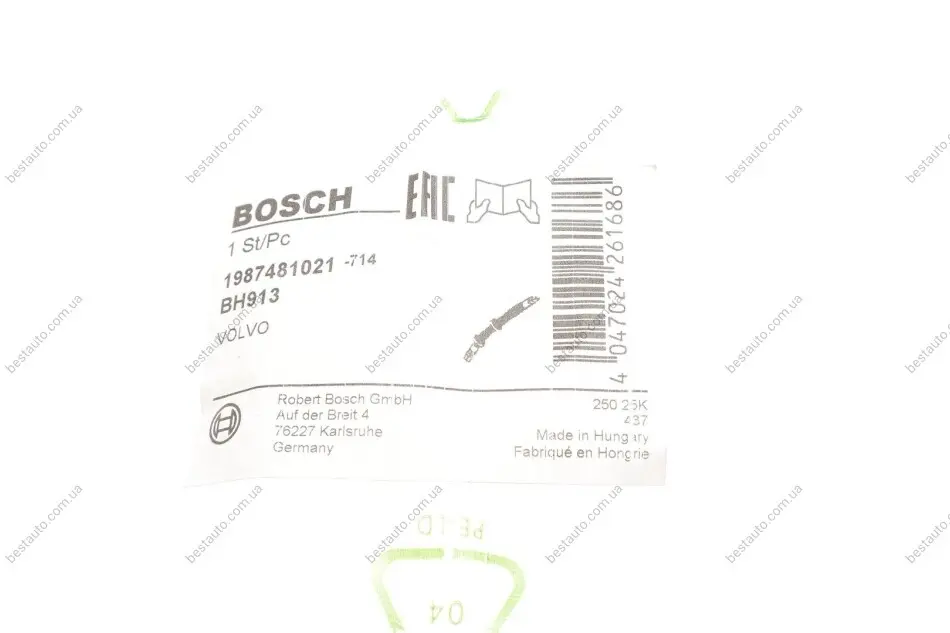 BOSCH
EAC
1 St/Pc
1987481021 -714
BH913
VOLVO
4 047024 261686
Robert Bosch GmbH
Auf der Breit 4
76227 Karlsruhe
Germany
250 25K
437
Made in Hungary
Fabriqué en Hongrie
PE-LD
04
bestauto.com.ua